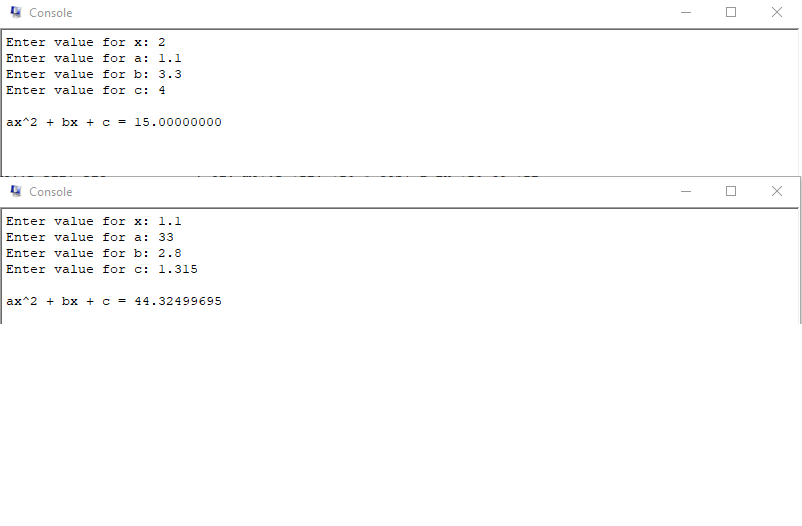 Console
Enter value for x: 2
Enter value for a: 1.1
Enter value for b: 3.3
Enter value for c: 4
ax^2 + bx + c = 15.00000000
Console
Enter value for x: 1.1
Enter value for a: 33
Enter value for b: 2.8
Enter value for c: 1.315
ax^2 + bx + c = 44.32499695